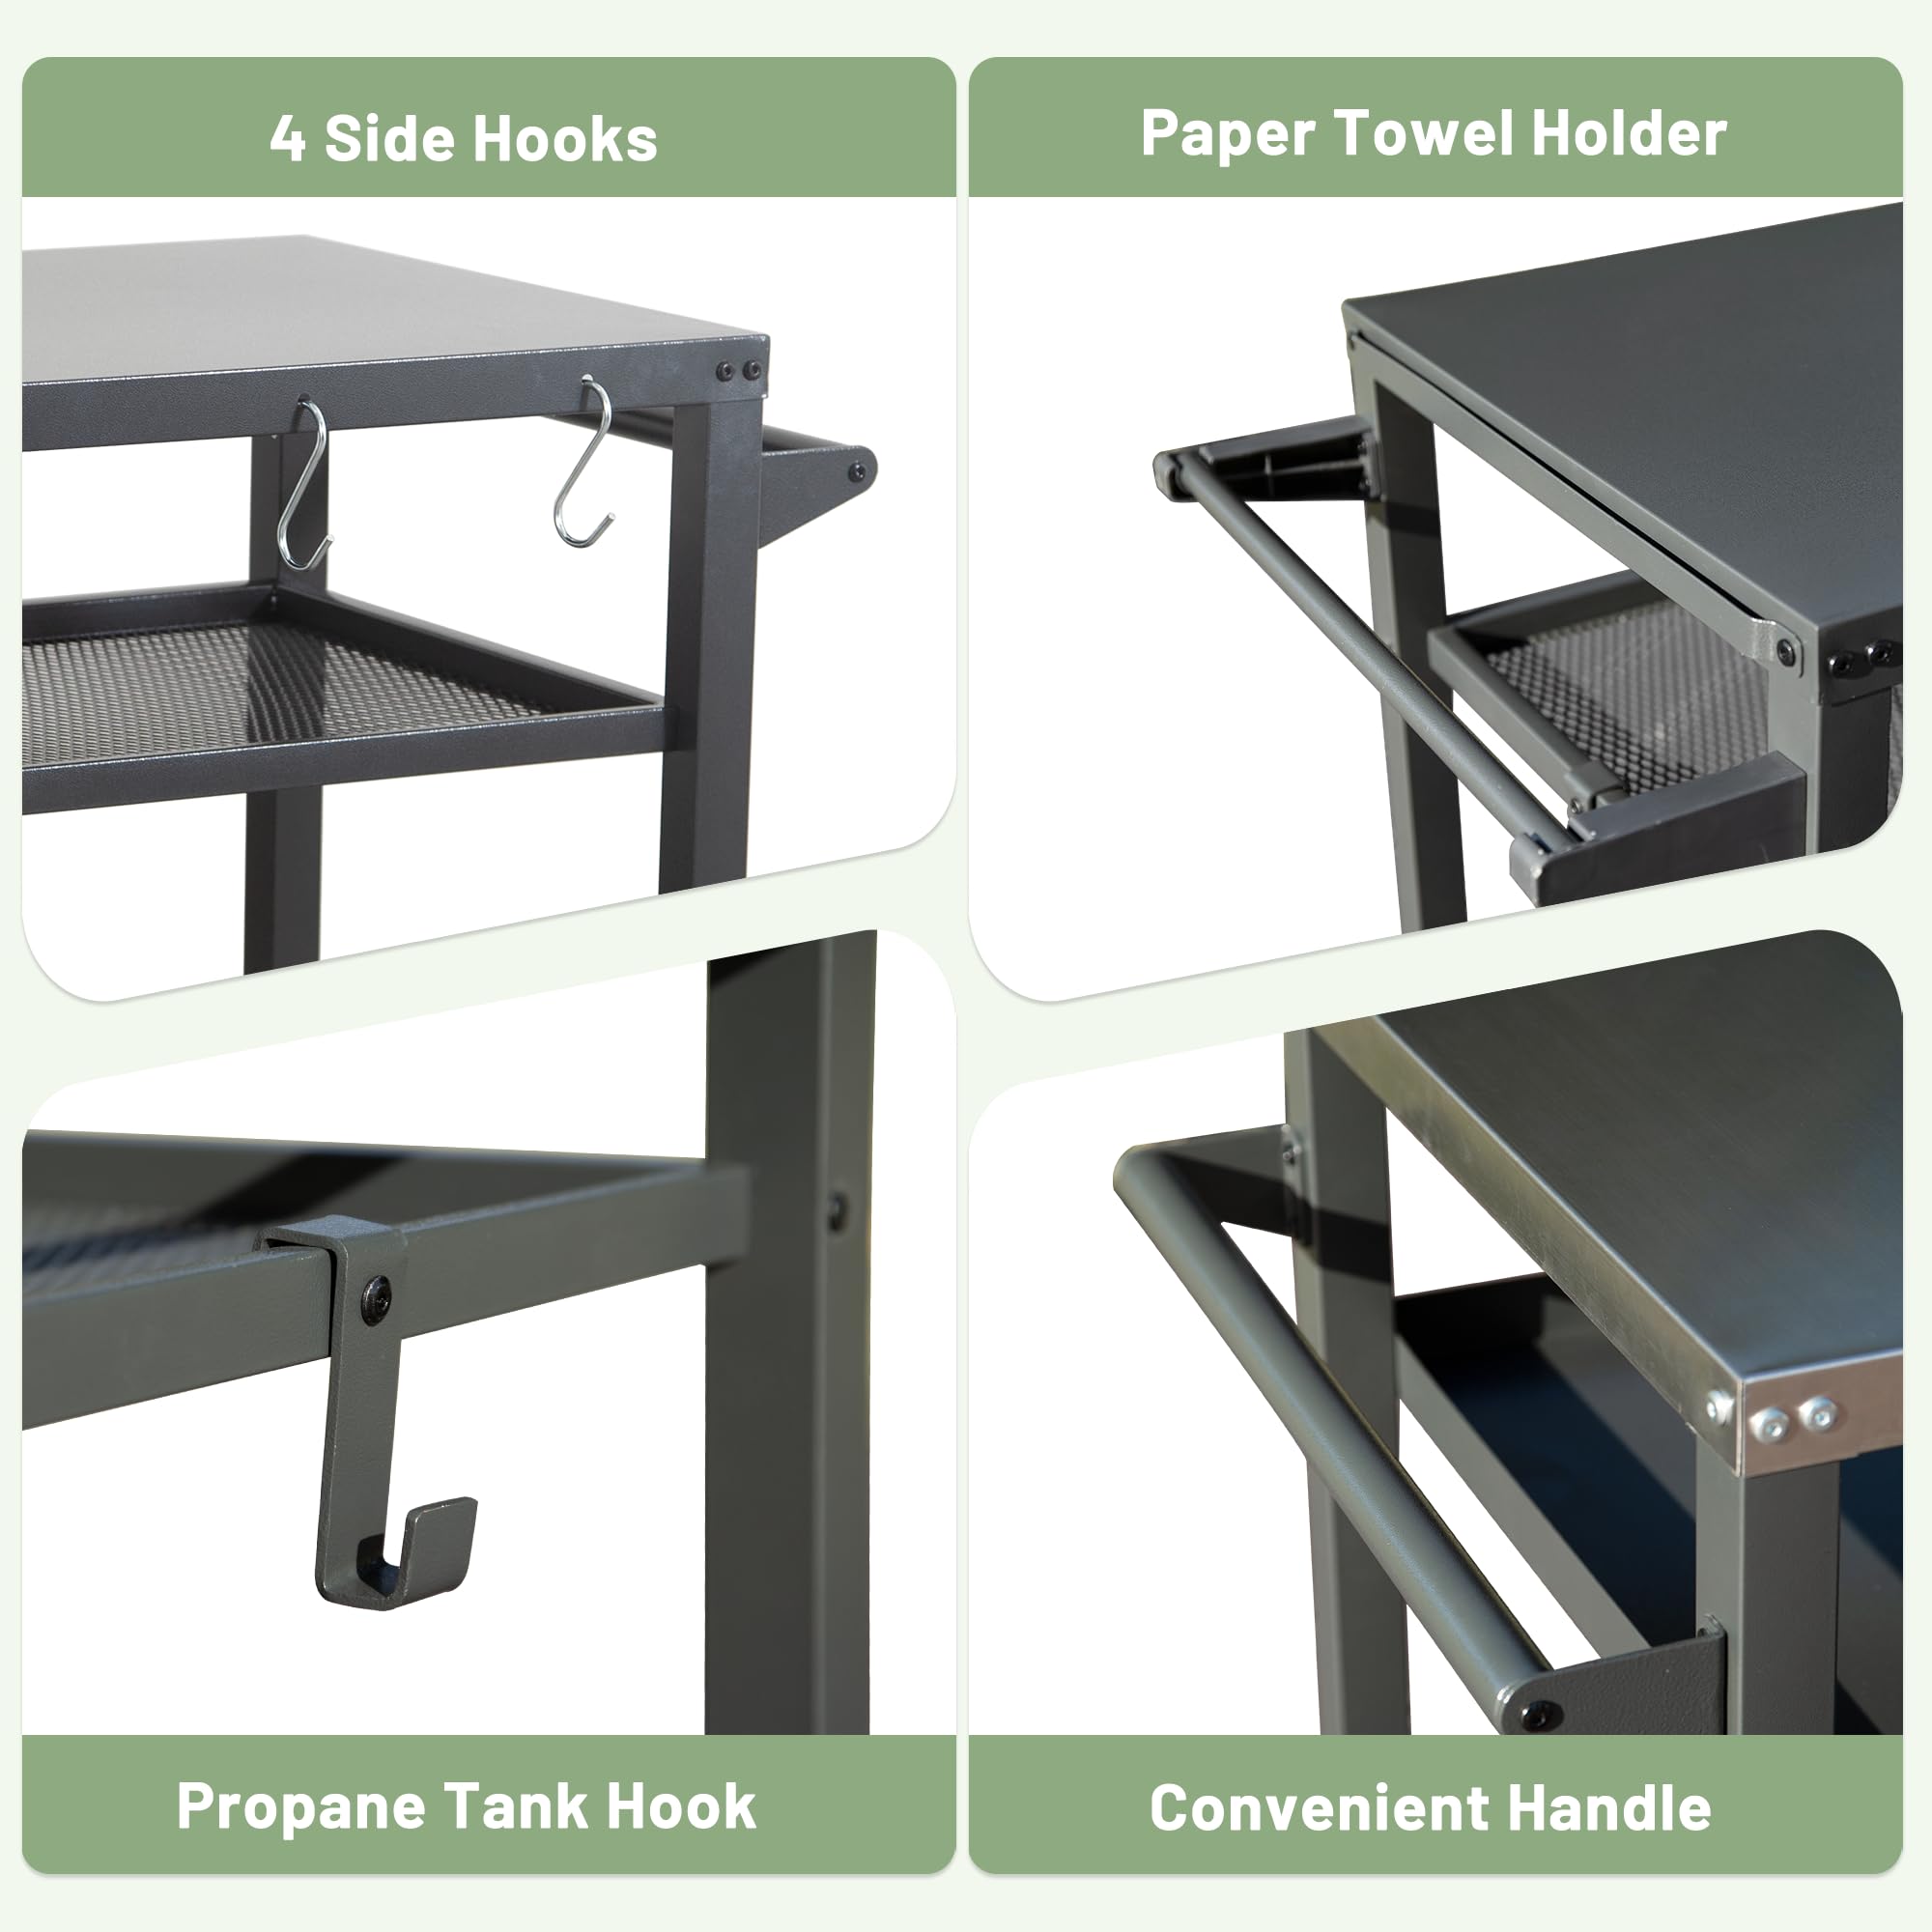 4 Side Hooks
Paper Towel Holder
Propane Tank Hook
Convenient Handle